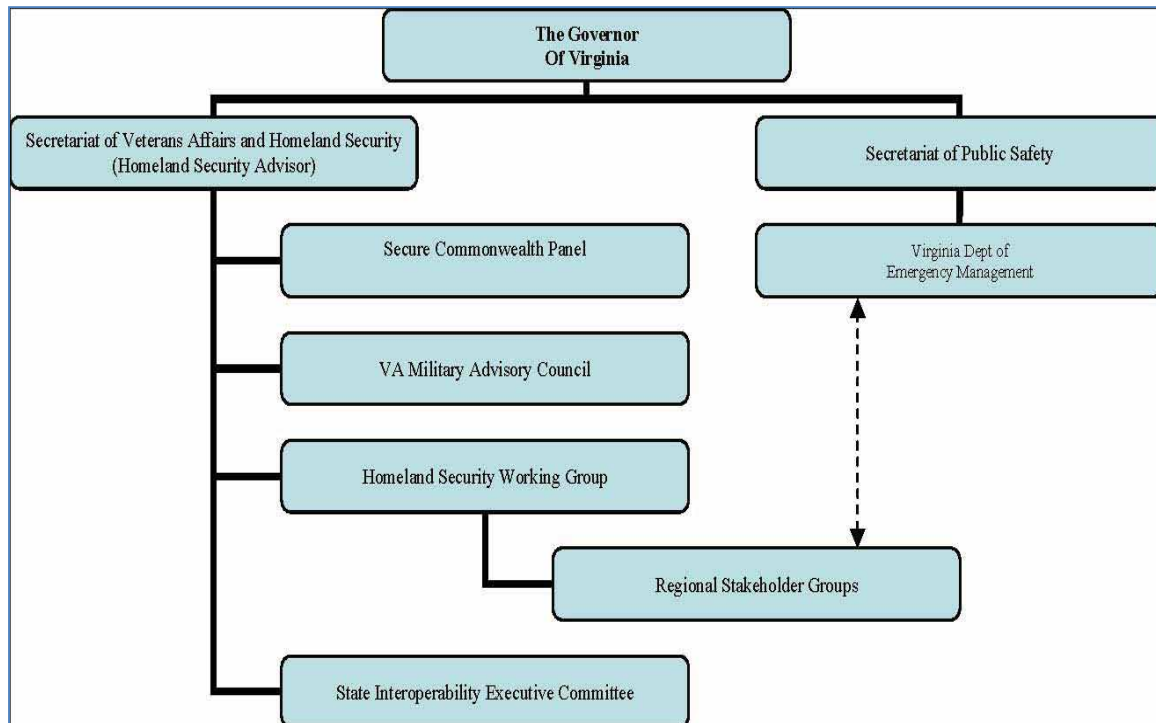 The Governor
Of Virginia
Secretariat of Veterans Affairs and Homeland Security
(Homeland Security Advisor)
Secretariat of Public Safety
Secure Commonwealth Panel
Virginia Dept of
Emergency Management
VA Military Advisory Council
Homeland Security Working Group
Regional Stakeholder Groups
State Interoperability Executive Committee